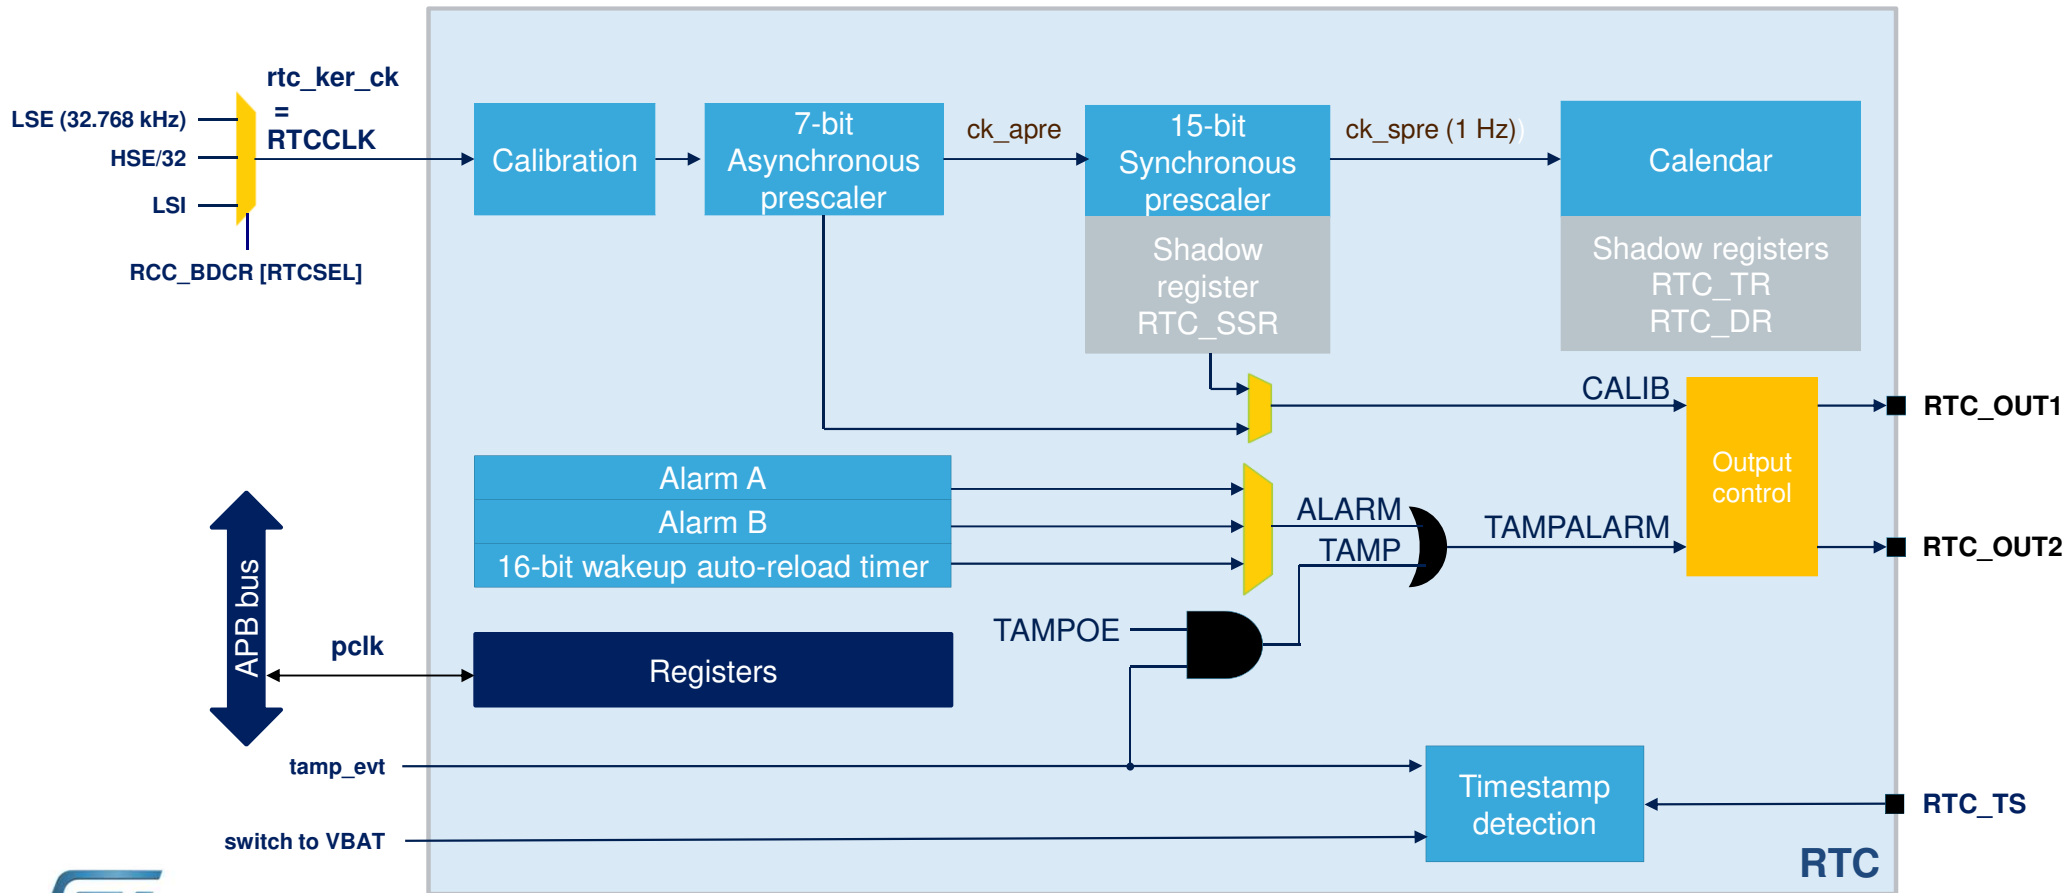 rtc_ker_ck
=
RTCCLK
LSE (32.768 kHz)
HSE/32
LSI
RCC_BDCR [RTCSEL]
Calibration
7-bit
Asynchronous
prescaler
ck_apre
15-bit
Synchronous
prescaler
Shadow
register
RTC_SSR
ck_spre (1 Hz))
Calendar
Shadow registers
RTC_TR
RTC_DR
CALIB
Output
control
RTC_OUT1
RTC_OUT2
Alarm A
Alarm B
16-bit wakeup auto-reload timer
ALARM
TAMP
TAMPALARM
TAMPOE
APB bus
pclk
Registers
tamp_evt
switch to VBAT
Timestamp
detection
RTC_TS
RTC